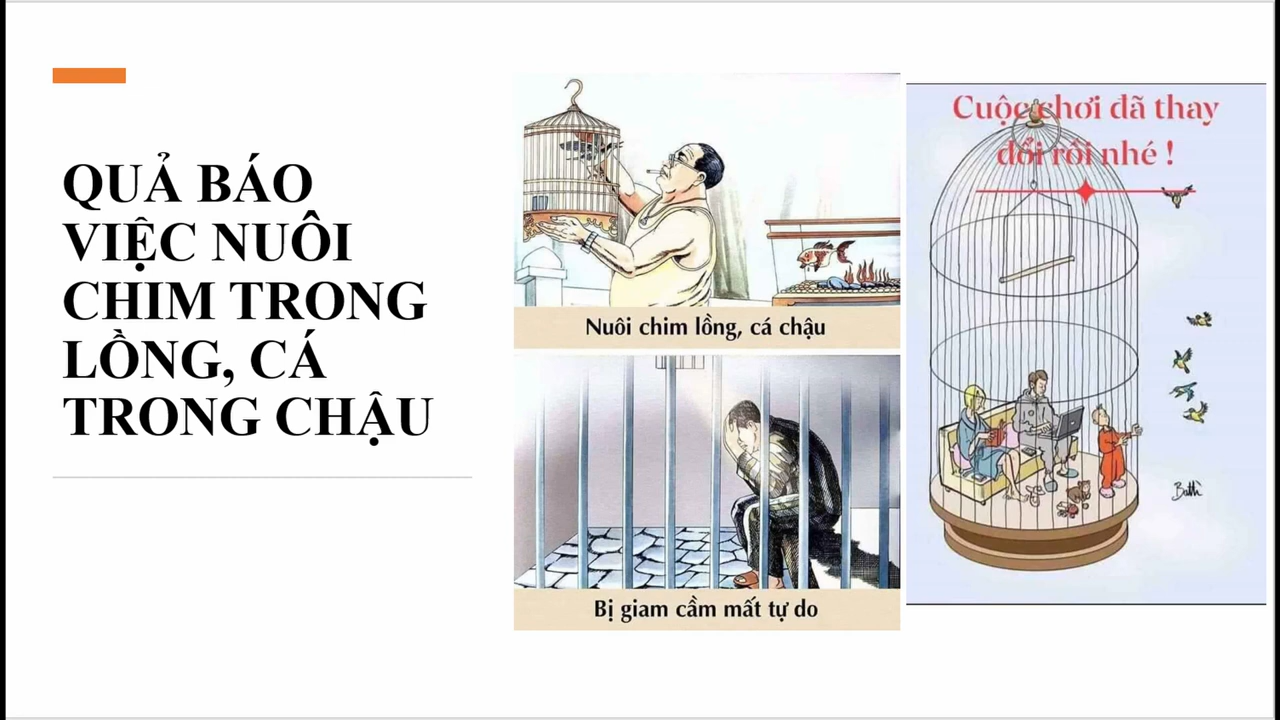 QUẢ BÁO
VIỆC NUÔI
CHIM TRONG
LỒNG, CÁ
TRONG CHẬU
Nuôi chim lồng, cá chậu
Bị giam cầm mất tự do
Cuộc chơi đã thay
đổi rồi nhé !